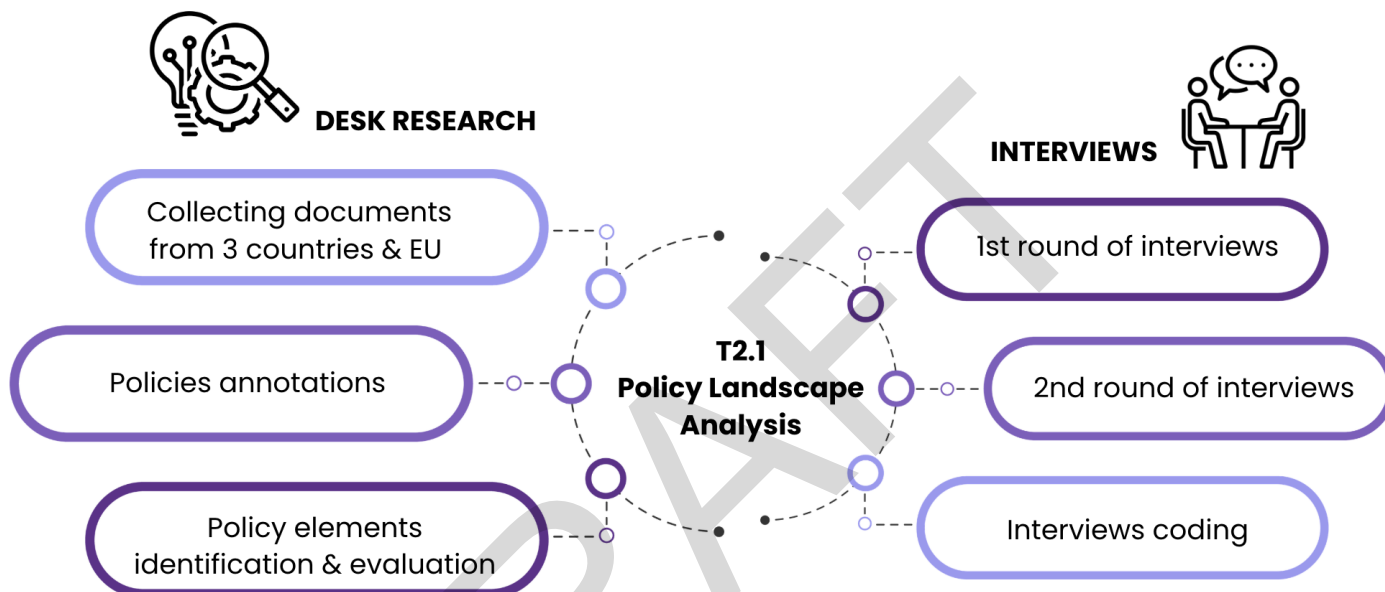 DESK RESEARCH
Collecting documents
from 3 countries & EU
Policies annotations
Policy elements
identification & evaluation
T2.1
Policy Landscape
Analysis
INTERVIEWS
1st round of interviews
2nd round of interviews
Interviews coding
RAFT